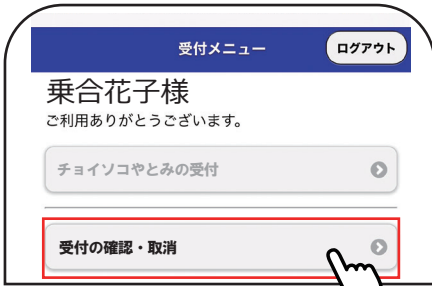 受付メニュー
ログアウト
乗合花子様
ご利用ありがとうございます。
チョイソコやとみの受付
受付の確認・取消